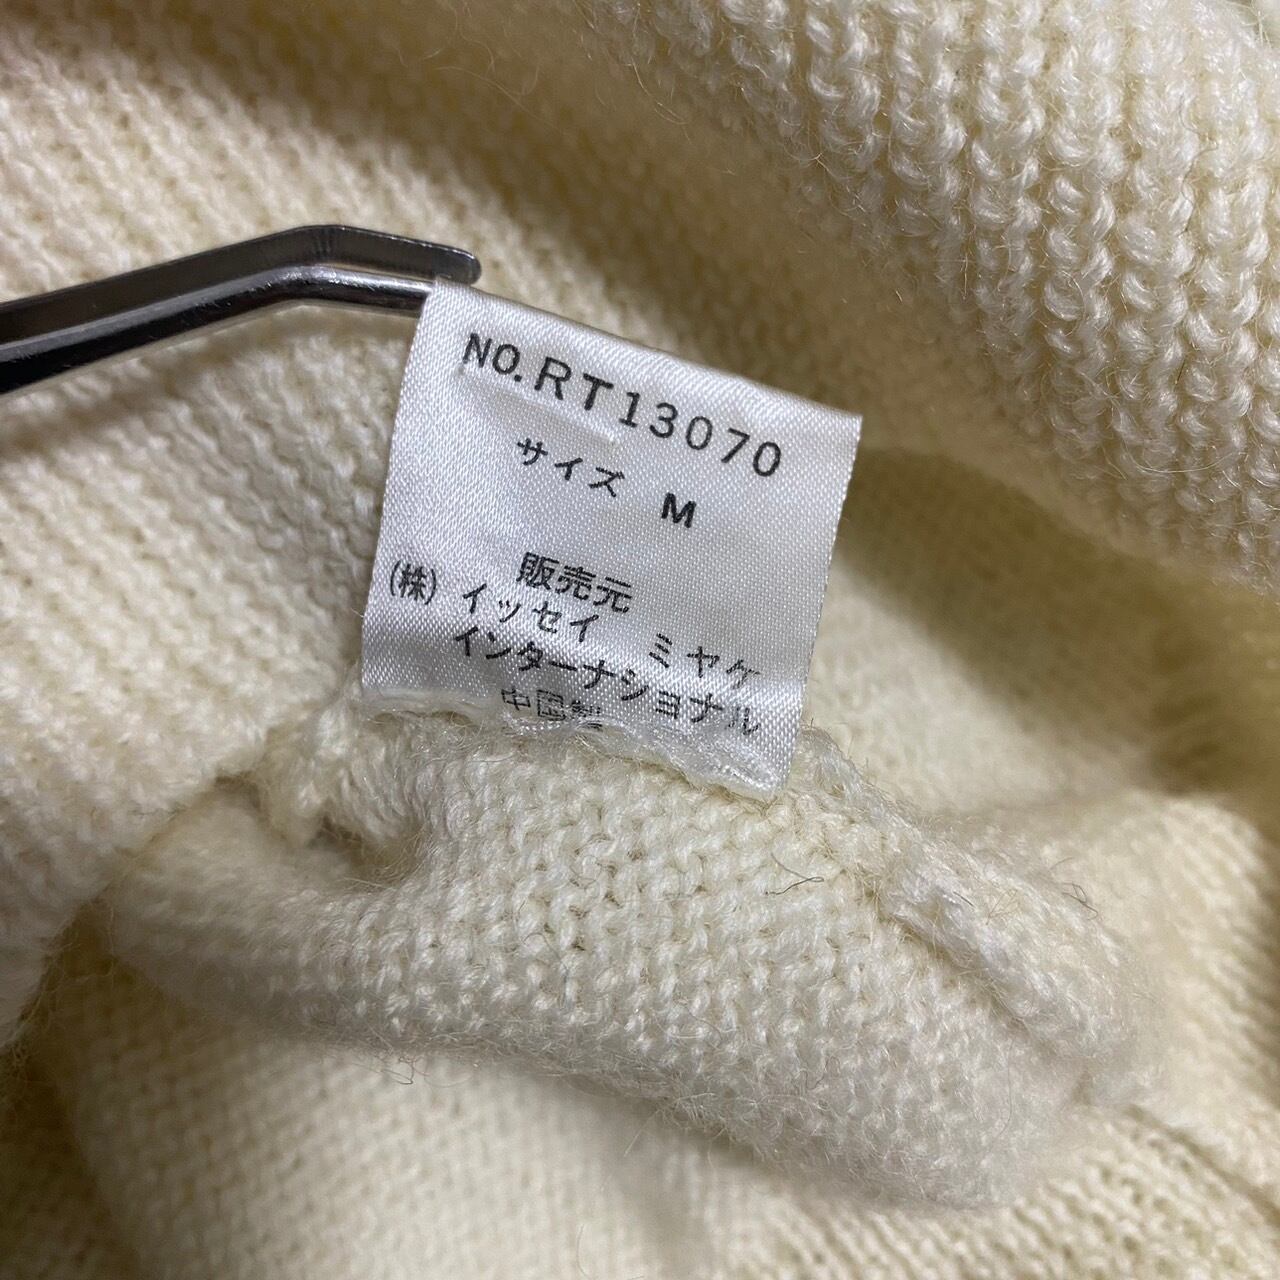 NO.RT13070
サイズ M
販売元
(株) イッセイ ミヤケ
インターナショナル
中国製